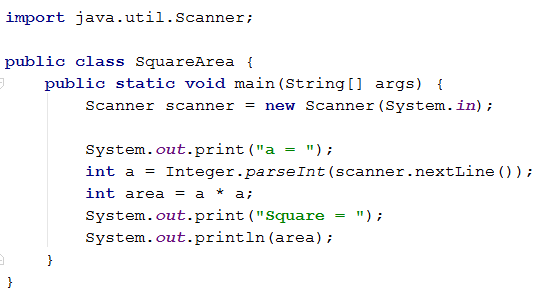 import java.util.Scanner;
public class SquareArea {
public static void main(String[] args) {
Scanner scanner = new Scanner(System.in);
System.out.print("a = ");
int a = Integer.parseInt(scanner.nextLine());
int area = a * a;
System.out.print("Square = ");
System.out.println(area);
}
}